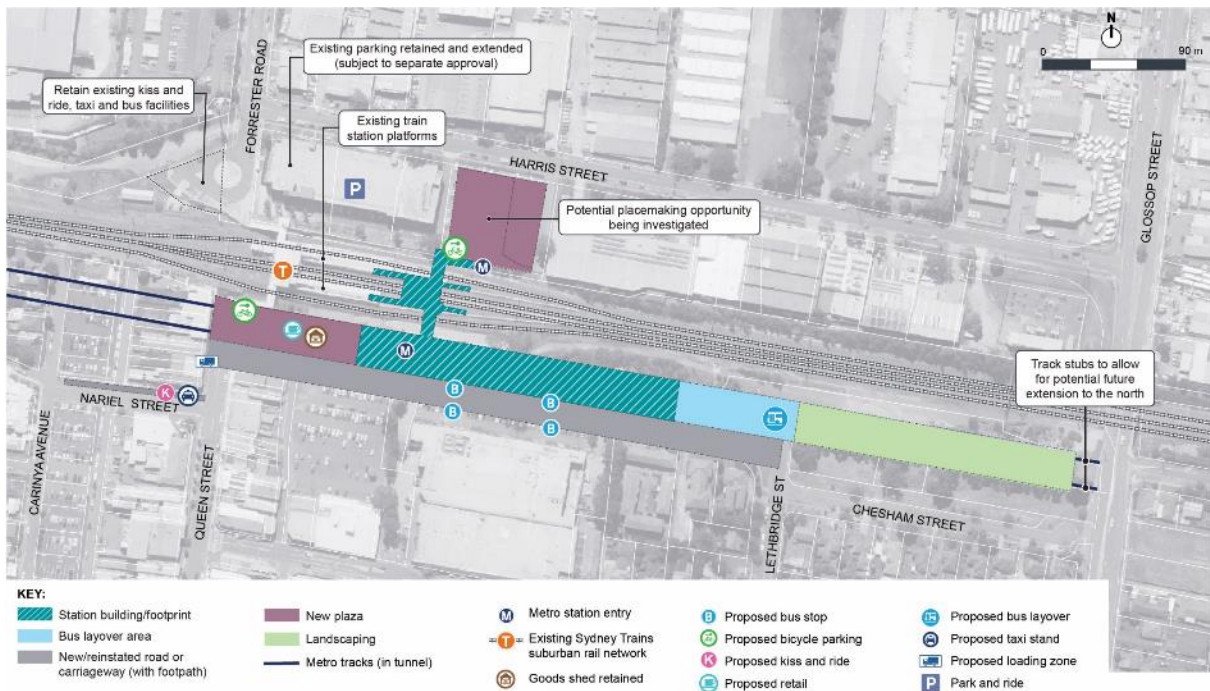 Existing parking retained and extended
(subject to separate approval)
N
0 90 m
Retain existing kiss and
ride, taxi and bus facilities
FORRESTER ROAD
Existing train
station platforms
HARRIS STREET
GLOSSOP STREET
P
Potential placemaking opportunity
being investigated
T
M
M
Track stubs to allow
for potential future
extension to the north
K
NARIEL STREET
B
B
B
B
CARINYA AVENUE
QUEEN STREET
LETHBRIDGE ST
CHESHAM STREET
KEY:
Station building/footprint
Bus layover area
New/reinstated road or
carriageway (with footpath)
New plaza
Landscaping
Metro tracks (in tunnel)
M Metro station entry
T Existing Sydney Trains
suburban rail network
Goods shed retained
B Proposed bus stop
Proposed bicycle parking
K Proposed kiss and ride
Proposed retail
Proposed bus layover
Proposed taxi stand
Proposed loading zone
P Park and ride